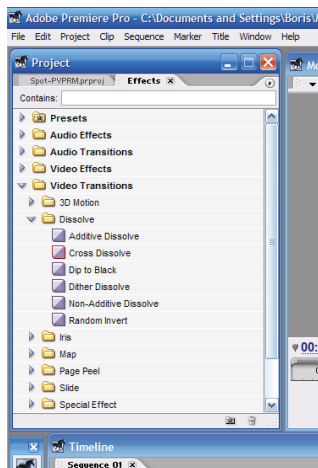 Adobe Premiere Pro - C:\Documents and Settings\Boris\
File Edit Project Clip Sequence Marker Title Window Help
Project
Spot-PVPRM.prproj Effects
Contains:
Presets
Audio Effects
Audio Transitions
Video Effects
Video Transitions
3D Motion
Dissolve
Additive Dissolve
Cross Dissolve
Dip to Black
Dither Dissolve
Non-Additive Dissolve
Random Invert
Iris
Map
Page Peel
Slide
Special Effect
00:
Timeline
Sequence 01